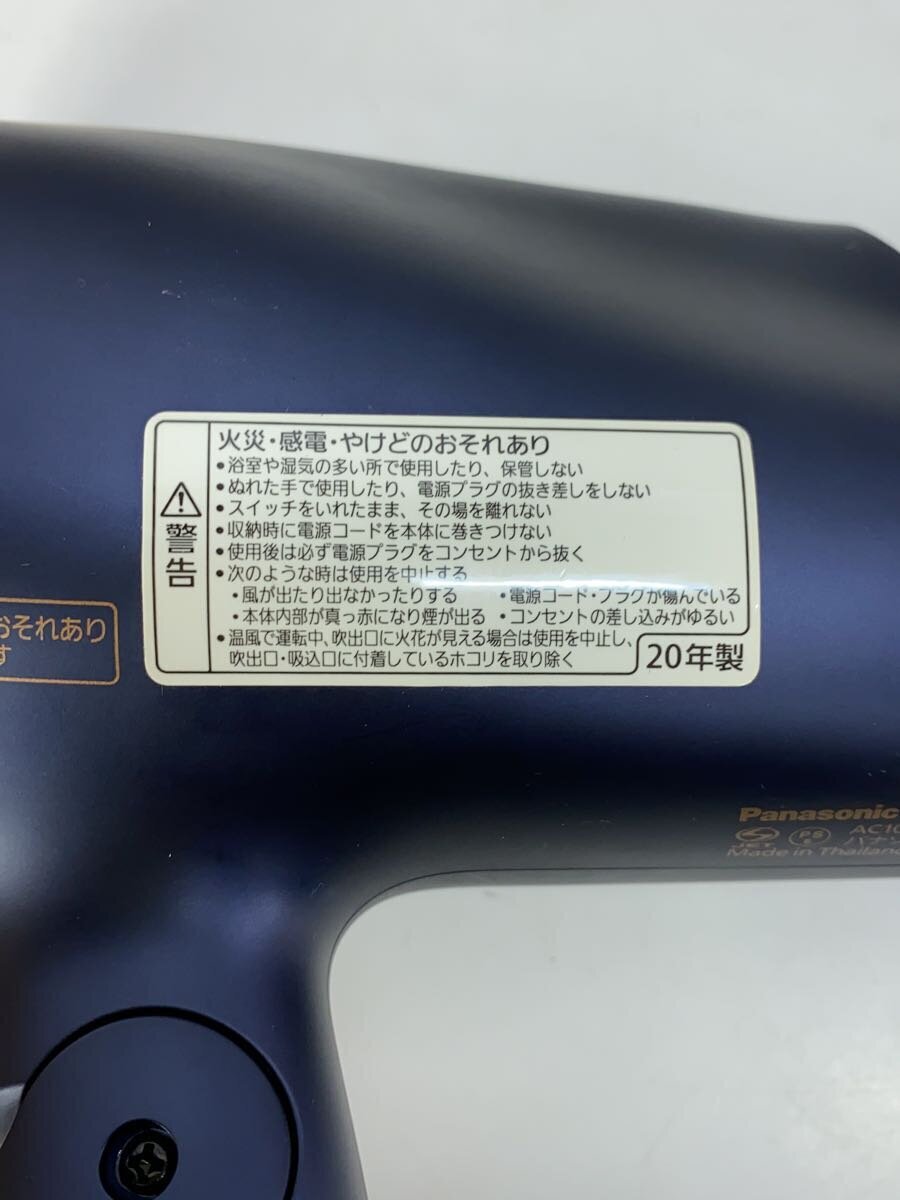 警告
火災・感電・やけどのおそれあり
●浴室や湿気の多い所で使用したり、保管しない
●ぬれた手で使用したり、電源プラグの抜き差しをしない
●スイッチをいれたまま、その場を離れない
●収納時に電源コードを本体に巻きつけない
●使用後は必ず電源プラグをコンセントから抜く
●次のような時は使用を中止する
・風が出たり出なかったりする ・電源コード・プラグが傷んでいる
・本体内部が真っ赤になり煙が出る ・コンセントの差し込みがゆるい
●温風で運転中、吹出口に火花が見える場合は使用を中止し、
吹出口・吸込口に付着しているホコリを取り除く
20年製
おそれあり
す
Panasonic
JET PS E AC10
パナソ
Made in Thailand